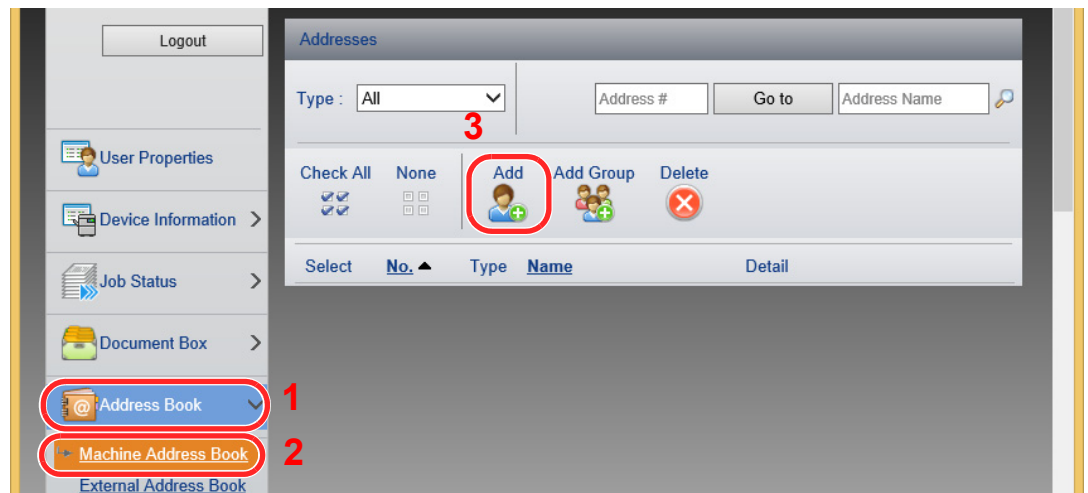 Logout
User Properties
Device Information
Job Status
Document Box
Address Book
1
Machine Address Book
2
External Address Book
Addresses
Type : All
Address #
Go to
Address Name
3
Check All None Add Add Group Delete
Select No. Type Name Detail